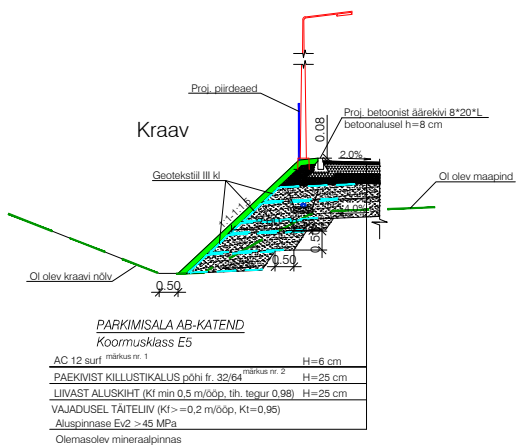 Proj. piirdeaed
Kraav
Proj. betoonist äärekivi 8*20*L
betoonalusel h=8 cm
0.08
2.0%
Geotekstiil III kl
Ol olev maapind
1:1-1:1,5
4.0%
0.50
0.50
Ol olev kraavi nõlv
0.50
PARKIMISALA AB-KATEND
Koormusklass E5
AC 12 surf märkus nr. 1 H=6 cm
PAEKIVIST KILLUSTIKALUS põhi fr. 32/64 märkus nr. 2 H=25 cm
LIIVAST ALUSKIHT (Kf min 0,5 m/ööp, tih. tegur 0,98) H=25 cm
VAJADUSEL TÄITELIIV (Kf>=0,2 m/ööp, Kt=0,95)
Aluspinnase Ev2 >45 MPa
Olemasolev mineraalpinnas